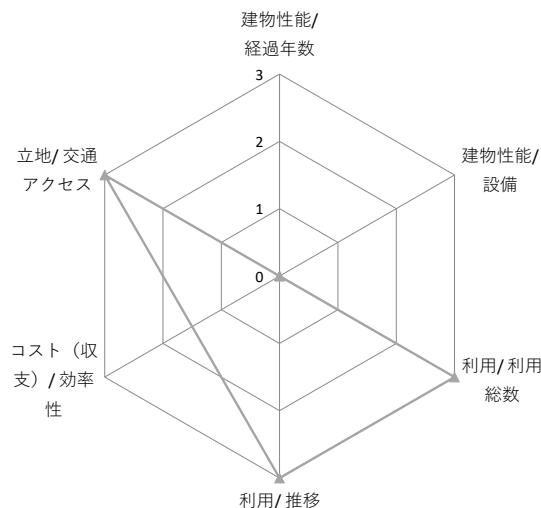 建物性能/
経過年数
3
立地/ 交通
アクセス
2
建物性能/
設備
1
0
コスト（収
支）/ 効率
性
利用/ 利用
総数
利用/ 推移